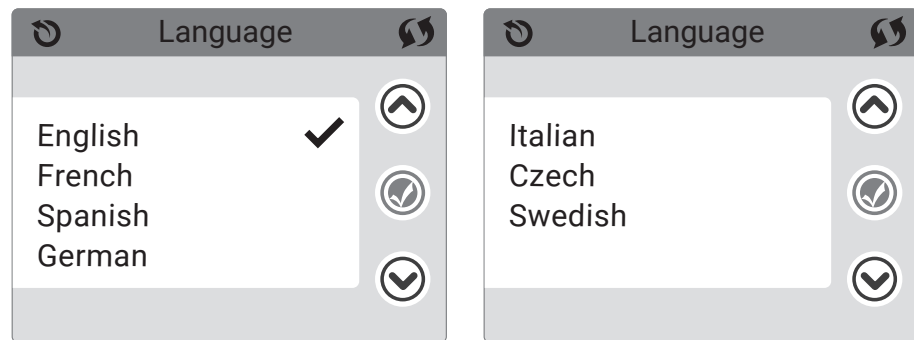 Language
English
French
Spanish
German
Language
Italian
Czech
Swedish